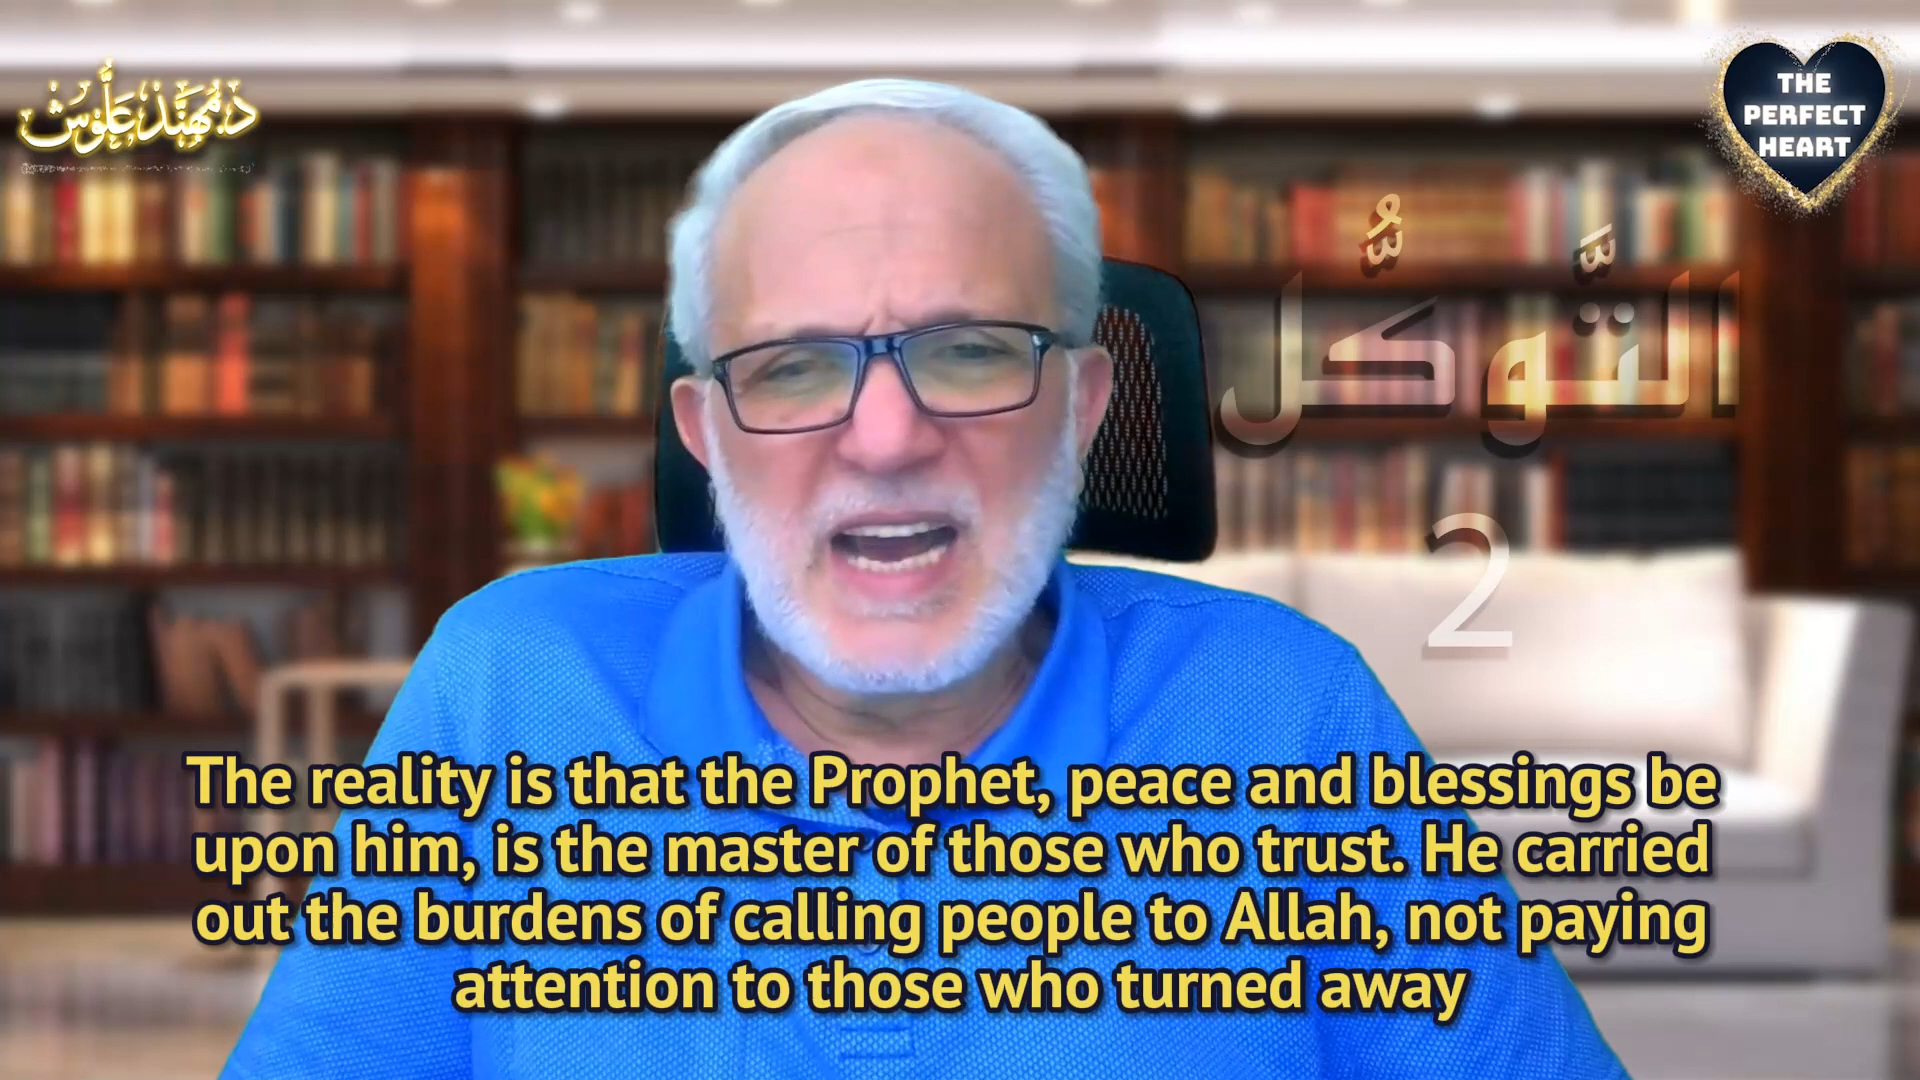 د. مُهَنَّد عَلُّوش
THE
PERFECT
HEART
التَّوكُّل
2
The reality is that the Prophet, peace and blessings be
upon him, is the master of those who trust. He carried
out the burdens of calling people to Allah, not paying
attention to those who turned away